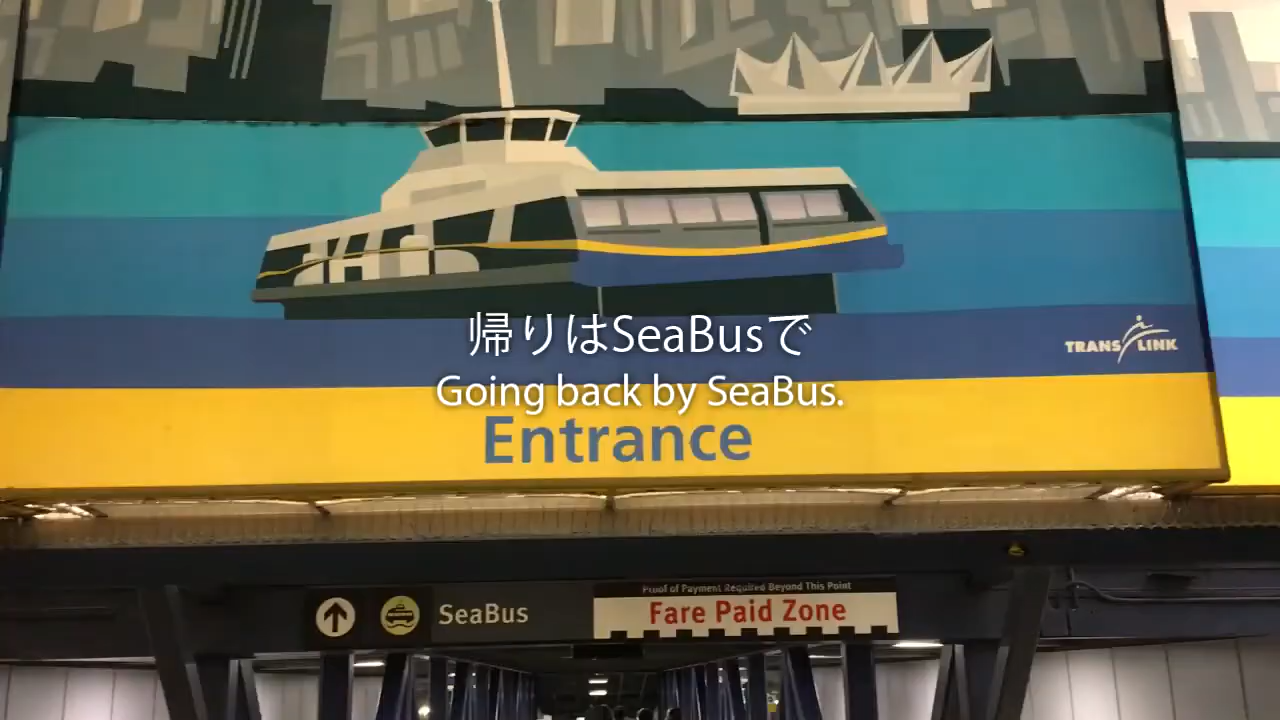 帰りはSeaBusで
TRANSLINK
Going back by SeaBus.
Entrance
Proof of Payment Required Beyond This Point
SeaBus
Fare Paid Zone